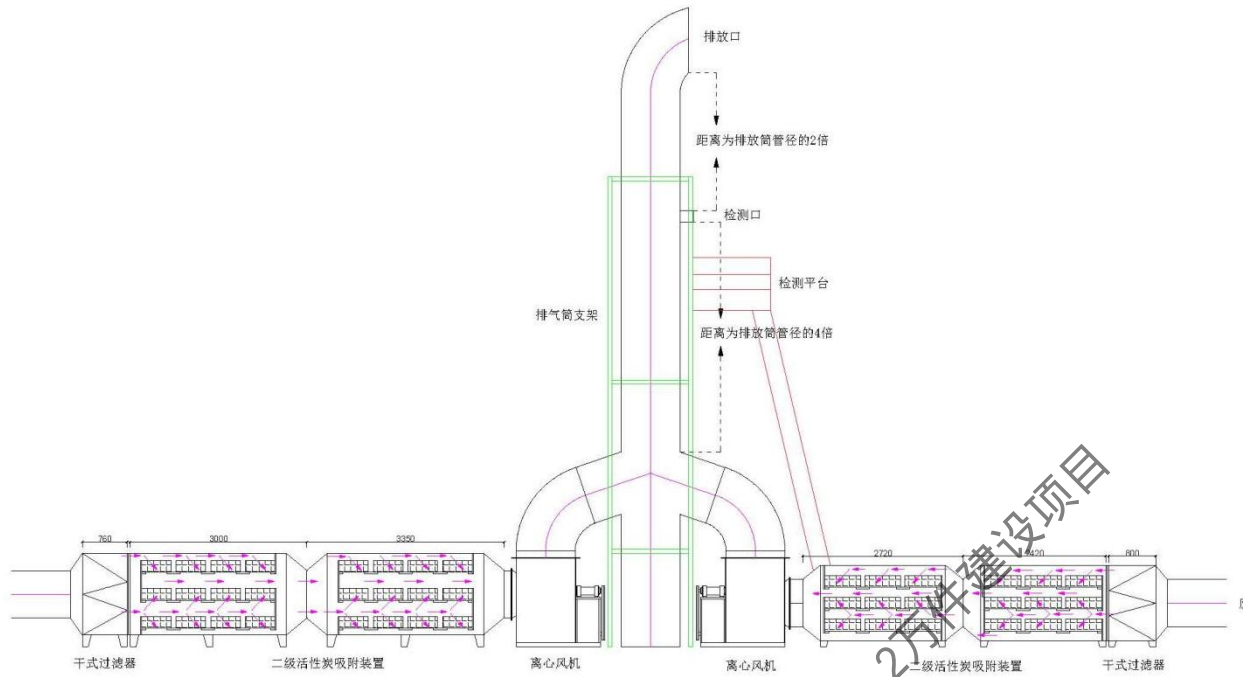 排放口
距离为排放筒管径的2倍
检测口
检测平台
排气筒支架
距离为排放筒管径的4倍
760
3000
3350
2720
2420
800
干式过滤器
二级活性炭吸附装置
离心风机
离心风机
二级活性炭吸附装置
干式过滤器
2万件建设项目